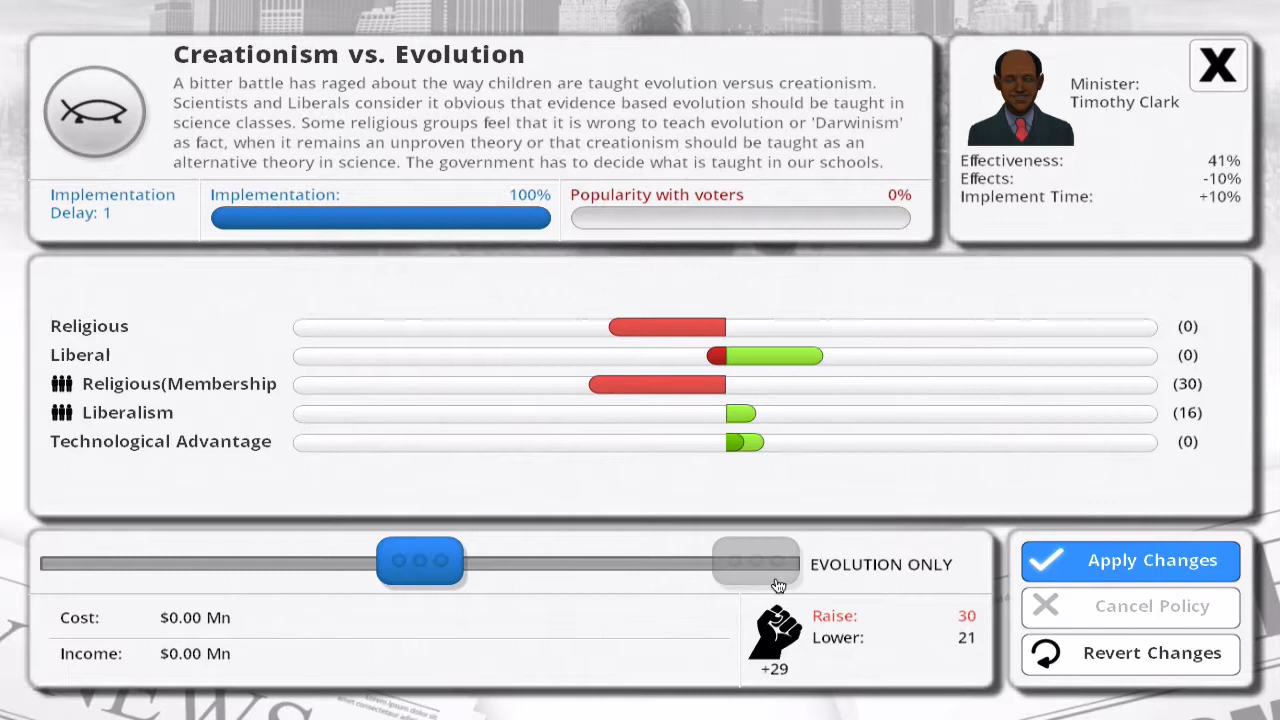 Creationism vs. Evolution
A bitter battle has raged about the way children are taught evolution versus creationism.
Scientists and Liberals consider it obvious that evidence based evolution should be taught in
science classes. Some religious groups feel that it is wrong to teach evolution or 'Darwinism'
as fact, when it remains an unproven theory or that creationism should be taught as an
alternative theory in science. The government has to decide what is taught in our schools.
Implementation
Delay: 1
Implementation: 100%
Popularity with voters 0%
X
Minister:
Timothy Clark
Effectiveness: 41%
Effects: -10%
Implement Time: +10%
Religious (0)
Liberal (0)
Religious(Membership (30)
Liberalism (16)
Technological Advantage (0)
EVOLUTION ONLY
Cost: $0.00 Mn
Income: $0.00 Mn
+29
Raise: 30
Lower: 21
Apply Changes
Cancel Policy
Revert Changes
NEWS